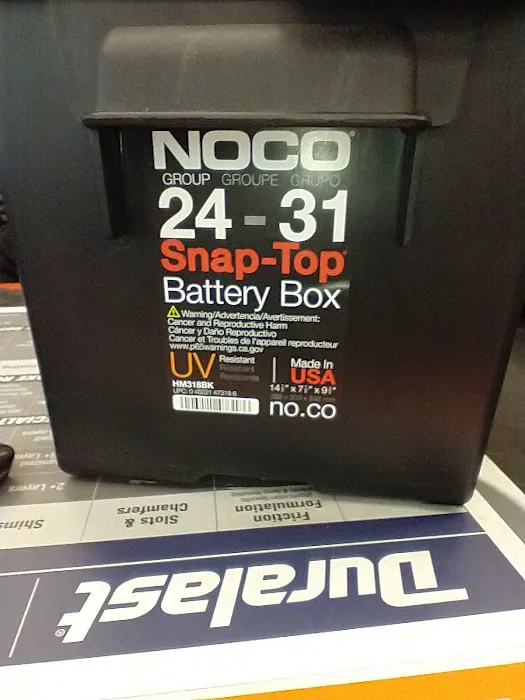 NOCO®
GROUP GROUPE GRUPO
24 - 31
Snap-Top®
Battery Box
Warning/Advertencia/Avertissement:
Cancer and Reproductive Harm
Cáncer y Daño Reproductivo
Cancer et Troubles de l'appareil reproducteur
www.p65warnings.ca.gov
UV Resistant
Made in
USA
HM318BK
no.co
Friction
Formulation
Slots &
Chamfers
Shims
2+ Layers
Duralast®